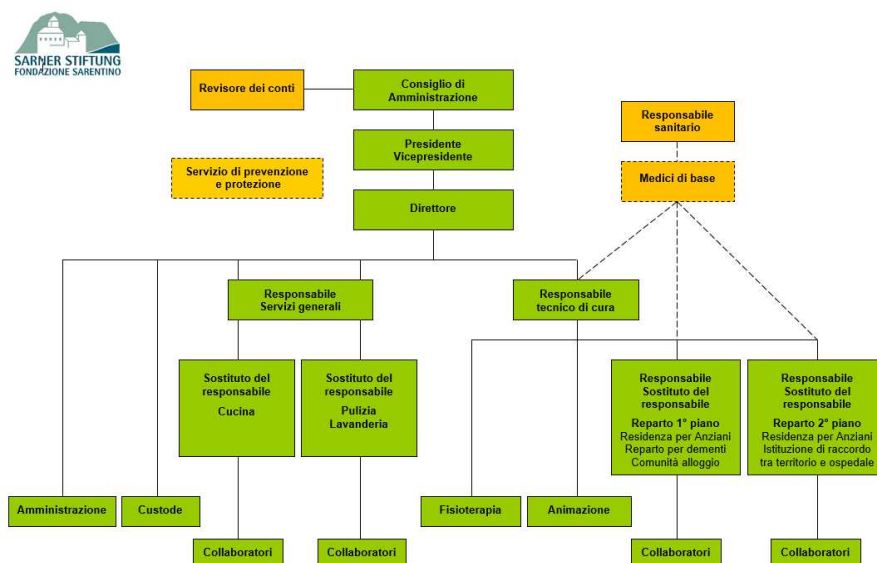 SARNER STIFTUNG
FONDAZIONE SARENTINO
Revisore dei conti
Consiglio di
Amministrazione
Responsabile
sanitario
Presidente
Vicepresidente
Servizio di prevenzione
e protezione
Medici di base
Direttore
Responsabile
Servizi generali
Responsabile
tecnico di cura
Sostituto del
responsabile
Cucina
Sostituto del
responsabile
Pulizia
Lavanderia
Responsabile
Sostituto del
responsabile
Reparto 1° piano
Residenza per Anziani
Reparto per dementi
Comunità alloggio
Responsabile
Sostituto del
responsabile
Reparto 2° piano
Residenza per Anziani
Istituzione di raccordo
tra territorio e ospedale
Amministrazione
Custode
Fisioterapia
Animazione
Collaboratori
Collaboratori
Collaboratori
Collaboratori